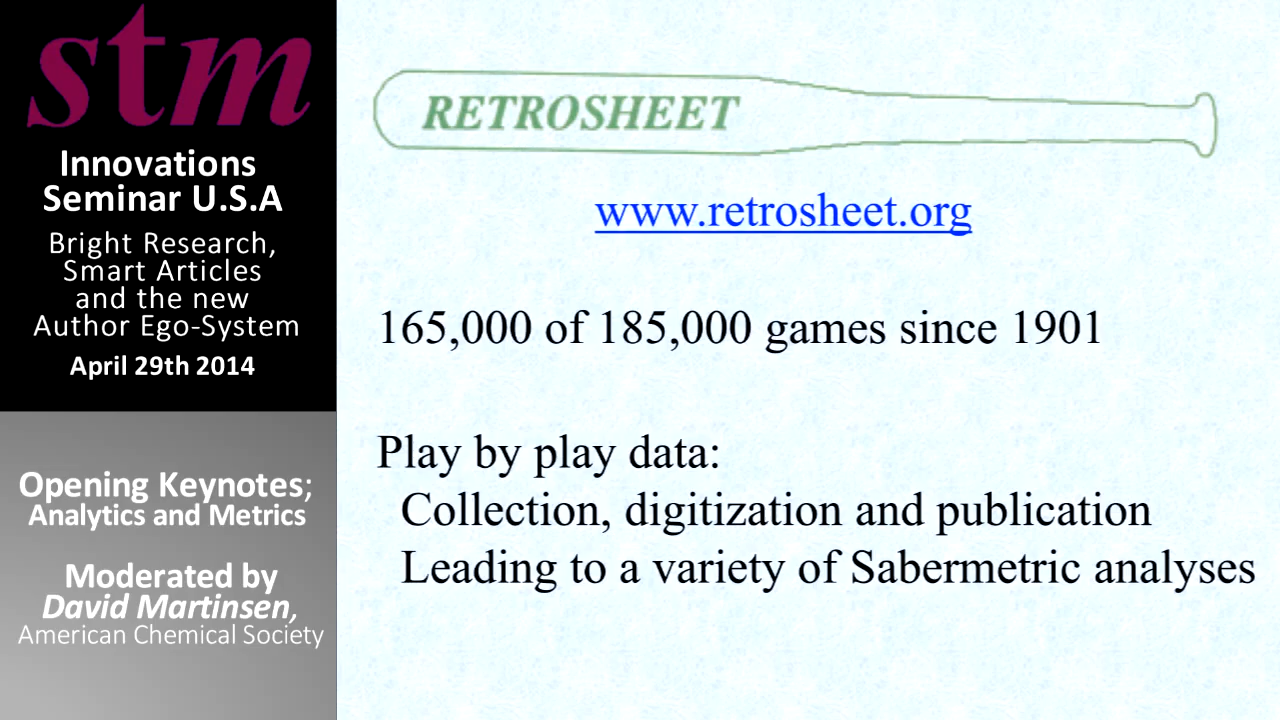 stm
Innovations
Seminar U.S.A
Bright Research,
Smart Articles
and the new
Author Ego-System
April 29th 2014
Opening Keynotes;
Analytics and Metrics
Moderated by
David Martinsen,
American Chemical Society
RETROSHEET
www.retrosheet.org
165,000 of 185,000 games since 1901
Play by play data:
Collection, digitization and publication
Leading to a variety of Sabermetric analyses